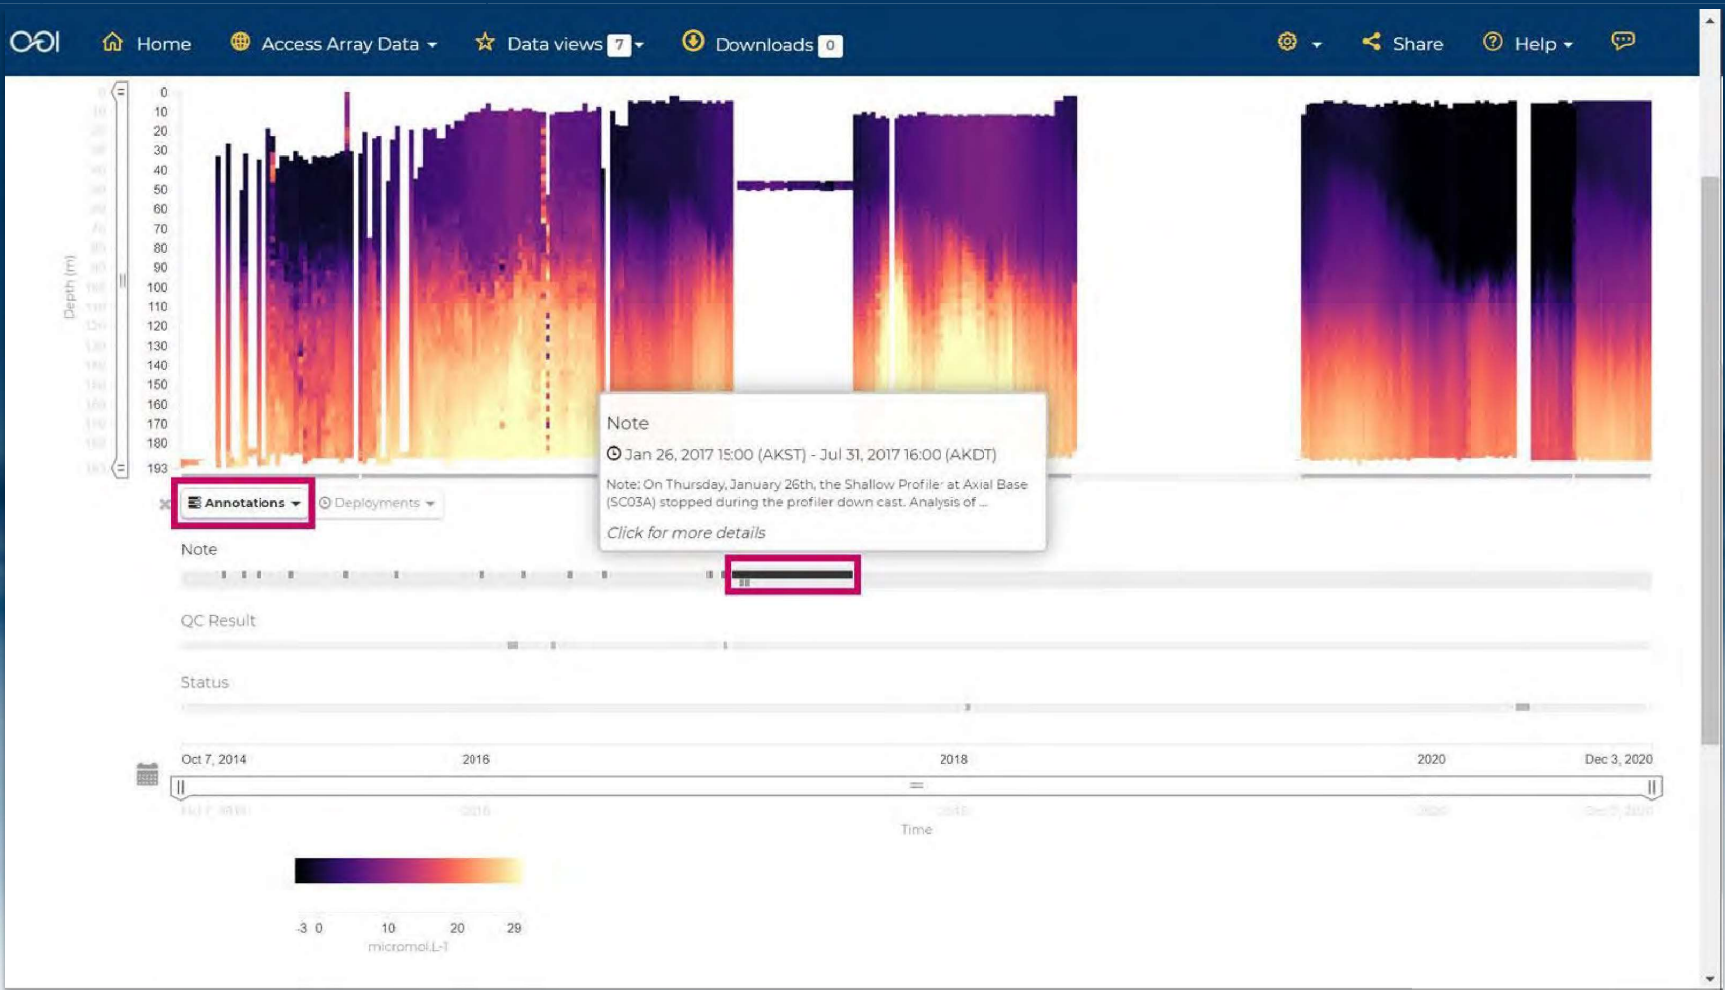 OOI Home Access Array Data Data views 7 Downloads 0 Share Help
0
10
20
30
40
50
60
70
80
90
100
110
120
130
140
150
160
170
180
193
Depth (m)
Annotations Deployments
Note
Jan 26, 2017 15:00 (AKST) - Jul 31, 2017 16:00 (AKDT)
Note: On Thursday, January 26th, the Shallow Profiler at Axial Base
(SC03A) stopped during the profiler down cast. Analysis of ...
Click for more details
Note
QC Result
Status
Oct 7, 2014 2016 2018 2020 Dec 3, 2020
Time
-3 0 10 20 29
micromol.L-1